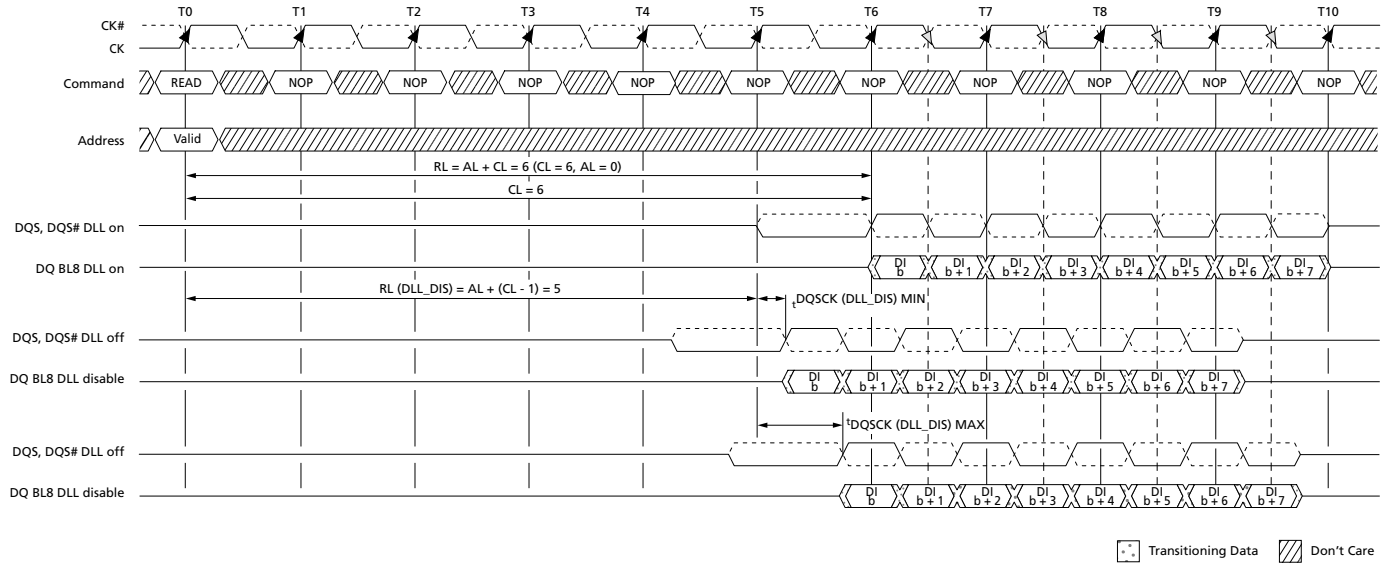 T0 T1 T2 T3 T4 T5 T6 T7 T8 T9 T10
CK#
CK
Command READ NOP NOP NOP NOP NOP NOP NOP NOP NOP NOP
Address Valid
RL = AL + CL = 6 (CL = 6, AL = 0)
CL = 6
DQS, DQS# DLL on
DQ BL8 DLL on DI b DI b + 1 DI b + 2 DI b + 3 DI b + 4 DI b + 5 DI b + 6 DI b + 7
RL (DLL_DIS) = AL + (CL - 1) = 5 tDQSCK (DLL_DIS) MIN
DQS, DQS# DLL off
DQ BL8 DLL disable DI b DI b + 1 DI b + 2 DI b + 3 DI b + 4 DI b + 5 DI b + 6 DI b + 7
tDQSCK (DLL_DIS) MAX
DQS, DQS# DLL off
DQ BL8 DLL disable DI b DI b + 1 DI b + 2 DI b + 3 DI b + 4 DI b + 5 DI b + 6 DI b + 7
Transitioning Data Don't Care